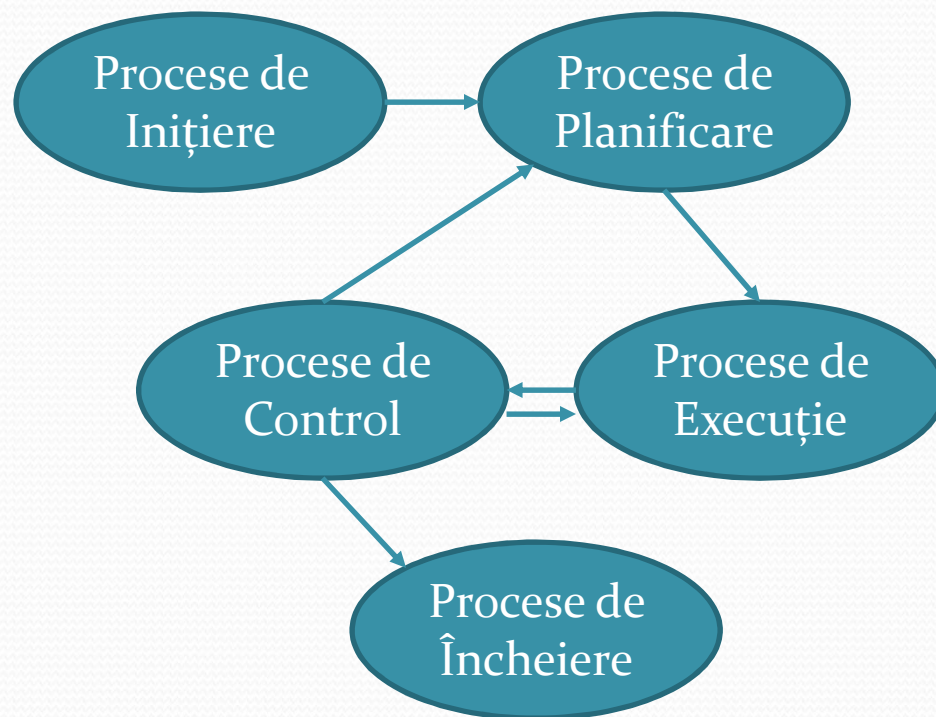 Procese de
Inițiere
Procese de
Planificare
Procese de
Control
Procese de
Execuție
Procese de
Încheiere